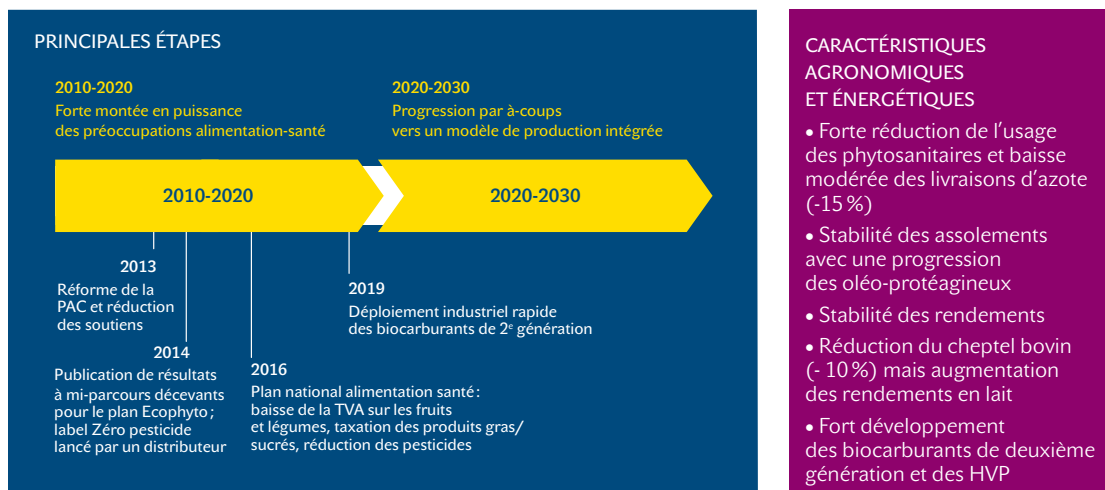 PRINCIPALES ÉTAPES
2010-2020
Forte montée en puissance
des préoccupations alimentation-santé
2020-2030
Progression par à-coups
vers un modèle de production intégrée
2010-2020
2020-2030
2013
Réforme de la
PAC et réduction
des soutiens
2014
Publication de résultats
à mi-parcours décevants
pour le plan Ecophyto ;
label Zéro pesticide
lancé par un distributeur
2016
Plan national alimentation santé :
baisse de la TVA sur les fruits
et légumes, taxation des produits gras/
sucrés, réduction des pesticides
2019
Déploiement industriel rapide
des biocarburants de 2e génération
CARACTÉRISTIQUES
AGRONOMIQUES
ET ÉNERGÉTIQUES
• Forte réduction de l'usage
des phytosanitaires et baisse
modérée des livraisons d'azote
(-15 %)
• Stabilité des assolements
avec une progression
des oléo-protéagineux
• Stabilité des rendements
• Réduction du cheptel bovin
(- 10 %) mais augmentation
des rendements en lait
• Fort développement
des biocarburants de deuxième
génération et des HVP